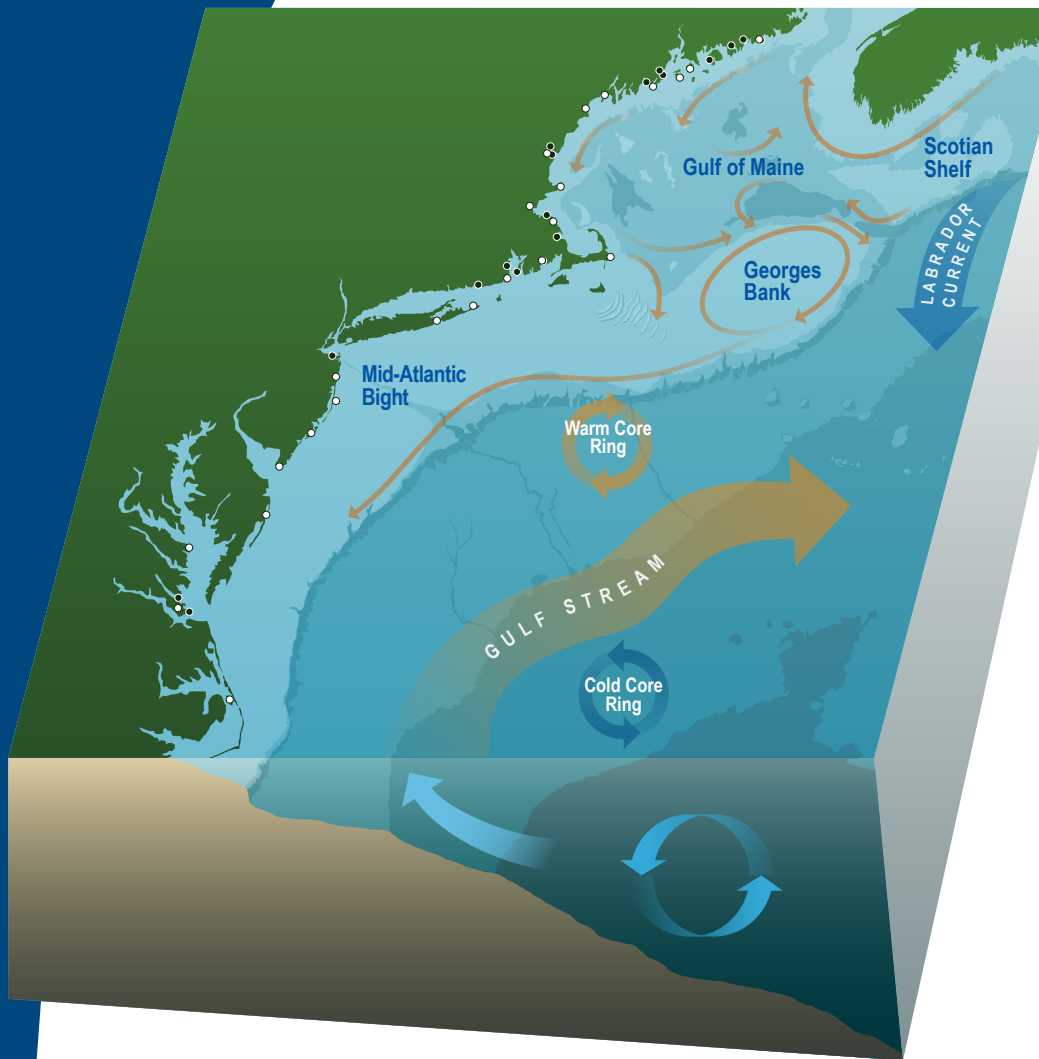 Gulf of Maine
Scotian
Shelf
LABRADOR
CURRENT
Georges
Bank
Mid-Atlantic
Bight
Warm Core
Ring
GULF STREAM
Cold Core
Ring